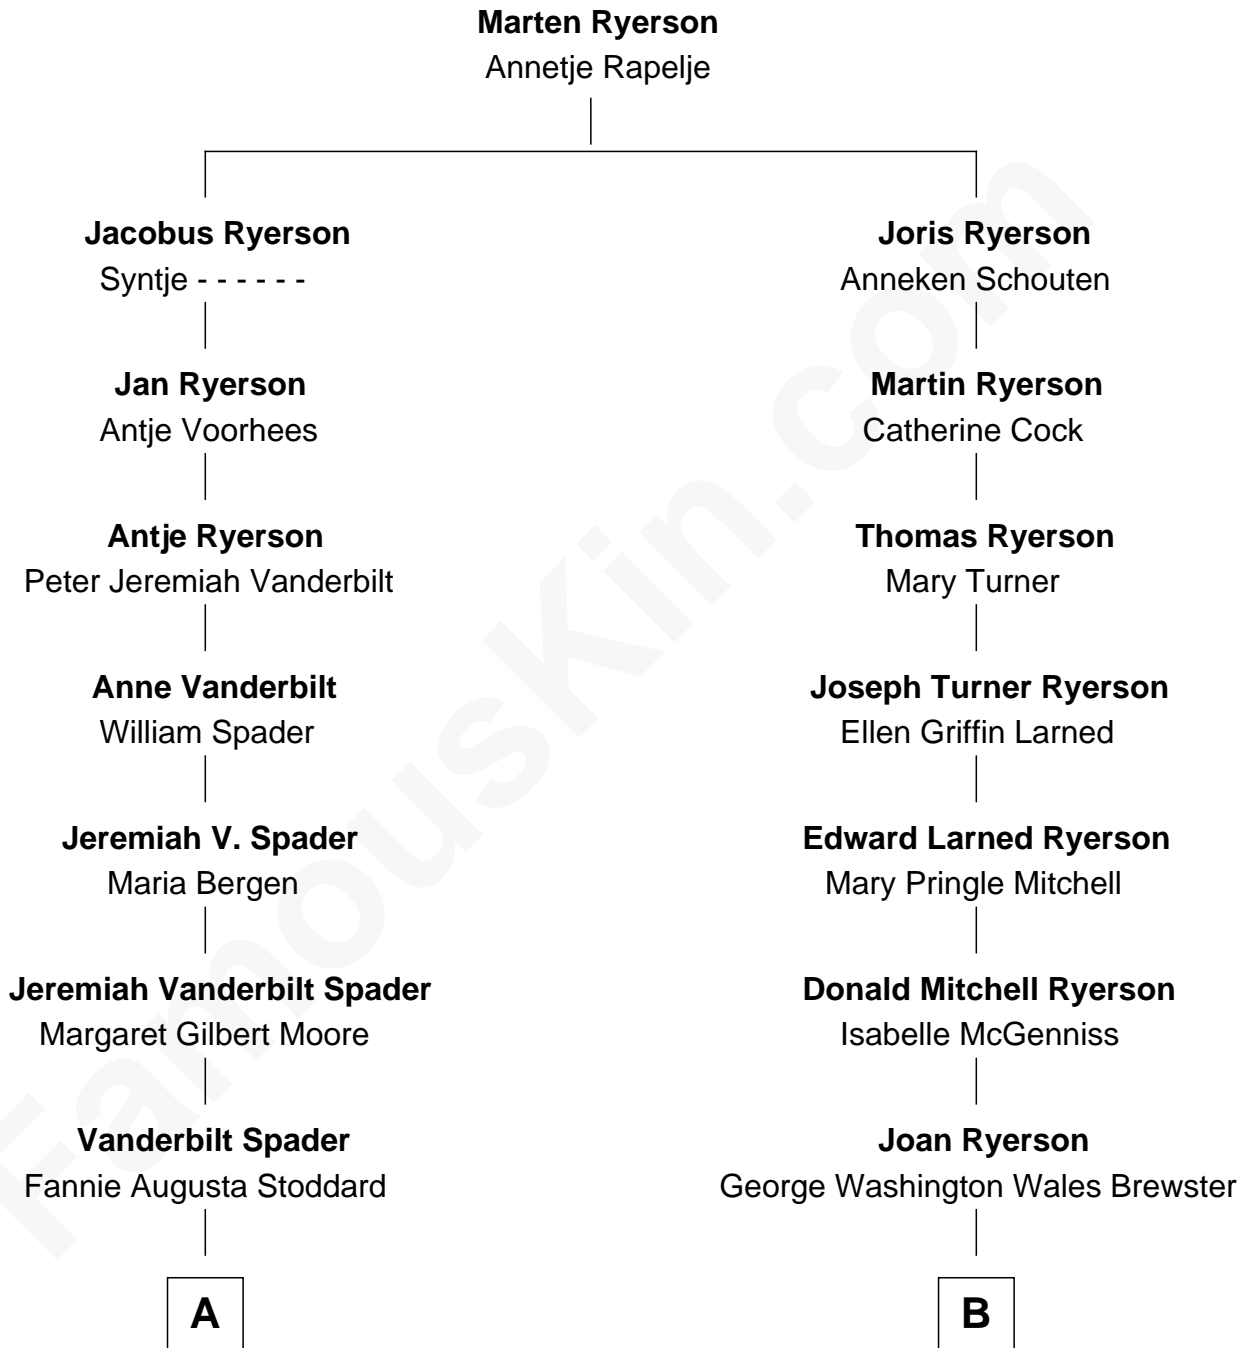 Marten Ryerson
Annetje Rapelje
Jacobus Ryerson
Syntje - - - - - -
Joris Ryerson
Anneken Schouten
Jan Ryerson
Antje Voorhees
Martin Ryerson
Catherine Cock
Antje Ryerson
Peter Jeremiah Vanderbilt
Thomas Ryerson
Mary Turner
Anne Vanderbilt
William Spader
Joseph Turner Ryerson
Ellen Griffin Larned
Jeremiah V. Spader
Maria Bergen
Edward Larned Ryerson
Mary Pringle Mitchell
Jeremiah Vanderbilt Spader
Margaret Gilbert Moore
Donald Mitchell Ryerson
Isabelle McGenniss
Vanderbilt Spader
Fannie Augusta Stoddard
Joan Ryerson
George Washington Wales Brewster
A
B
FamousKin.com